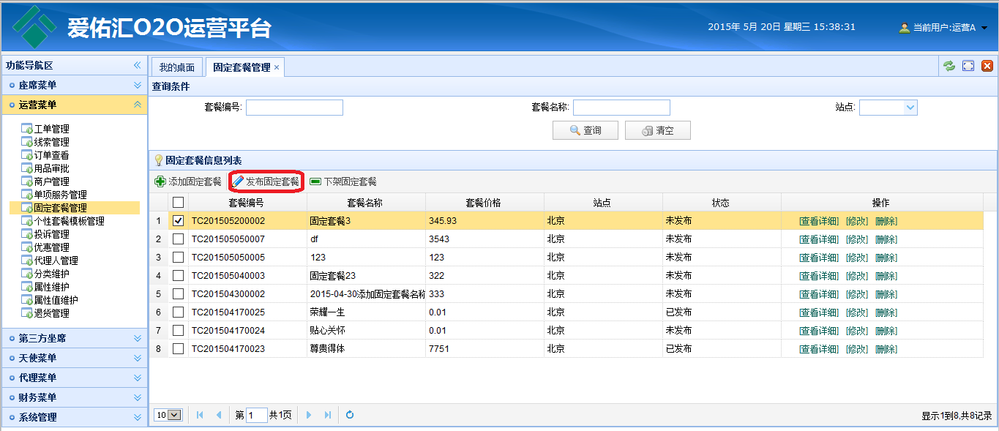 爱佑汇O2O运营平台
2015年 5月 20日 星期三 15:38:31
当前用户:运营A
功能导航区
座席菜单
运营菜单
工单管理
线索管理
订单查看
用品审批
商户管理
单项服务管理
固定套餐管理
个性套餐模板管理
投诉管理
优惠管理
代理人管理
分类维护
属性维护
属性值维护
退货管理
第三方坐席
天使菜单
代理菜单
财务菜单
系统管理
我的桌面 固定套餐管理
查询条件
套餐编号: 套餐名称: 站点:
查询 清空
固定套餐信息列表
添加固定套餐 发布固定套餐 下架固定套餐
套餐编号 套餐名称 套餐价格 站点 状态 操作
1 TC201505200002 固定套餐3 345.93 北京 未发布 [查看详细] [修改] [删除]
2 TC201505050007 df 3543 北京 未发布 [查看详细] [修改] [删除]
3 TC201505050005 123 123 北京 未发布 [查看详细] [修改] [删除]
4 TC201505040003 固定套餐23 322 北京 未发布 [查看详细] [修改] [删除]
5 TC201504300002 2015-04-30添加固定套餐名称 333 北京 未发布 [查看详细] [修改] [删除]
6 TC201504170025 荣耀一生 0.01 北京 已发布 [查看详细] [修改] [删除]
7 TC201504170024 贴心关怀 0.01 北京 未发布 [查看详细] [修改] [删除]
8 TC201504170023 尊贵得体 7751 北京 已发布 [查看详细] [修改] [删除]
10 第 1 共1页 显示1到8,共8记录